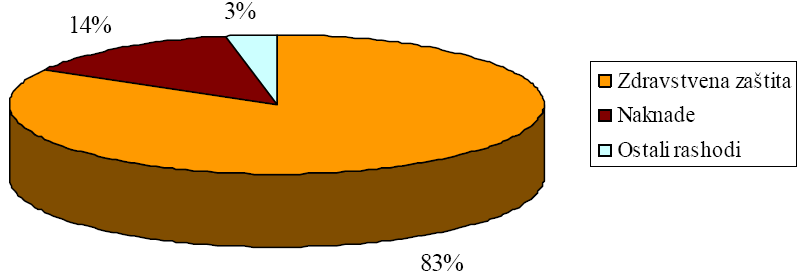 3%
14%
Zdravstvena zaštita
Naknade
Ostali rashodi
83%